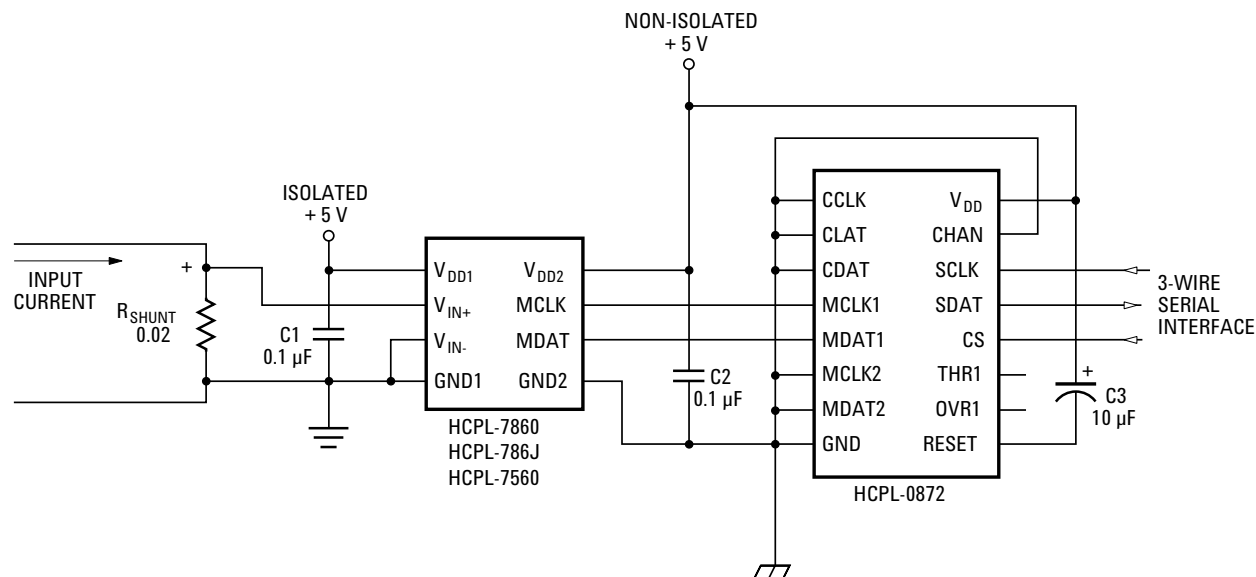 NON-ISOLATED
+ 5 V
ISOLATED
+ 5 V
INPUT
CURRENT
+
R_SHUNT
0.02
C1
0.1 µF
V_DD1
V_IN+
V_IN-
GND1
V_DD2
MCLK
MDAT
GND2
HCPL-7860
HCPL-786J
HCPL-7560
C2
0.1 µF
CCLK
CLAT
CDAT
MCLK1
MDAT1
MCLK2
MDAT2
GND
V_DD
CHAN
SCLK
SDAT
CS
THR1
OVR1
RESET
HCPL-0872
3-WIRE
SERIAL
INTERFACE
+
C3
10 µF